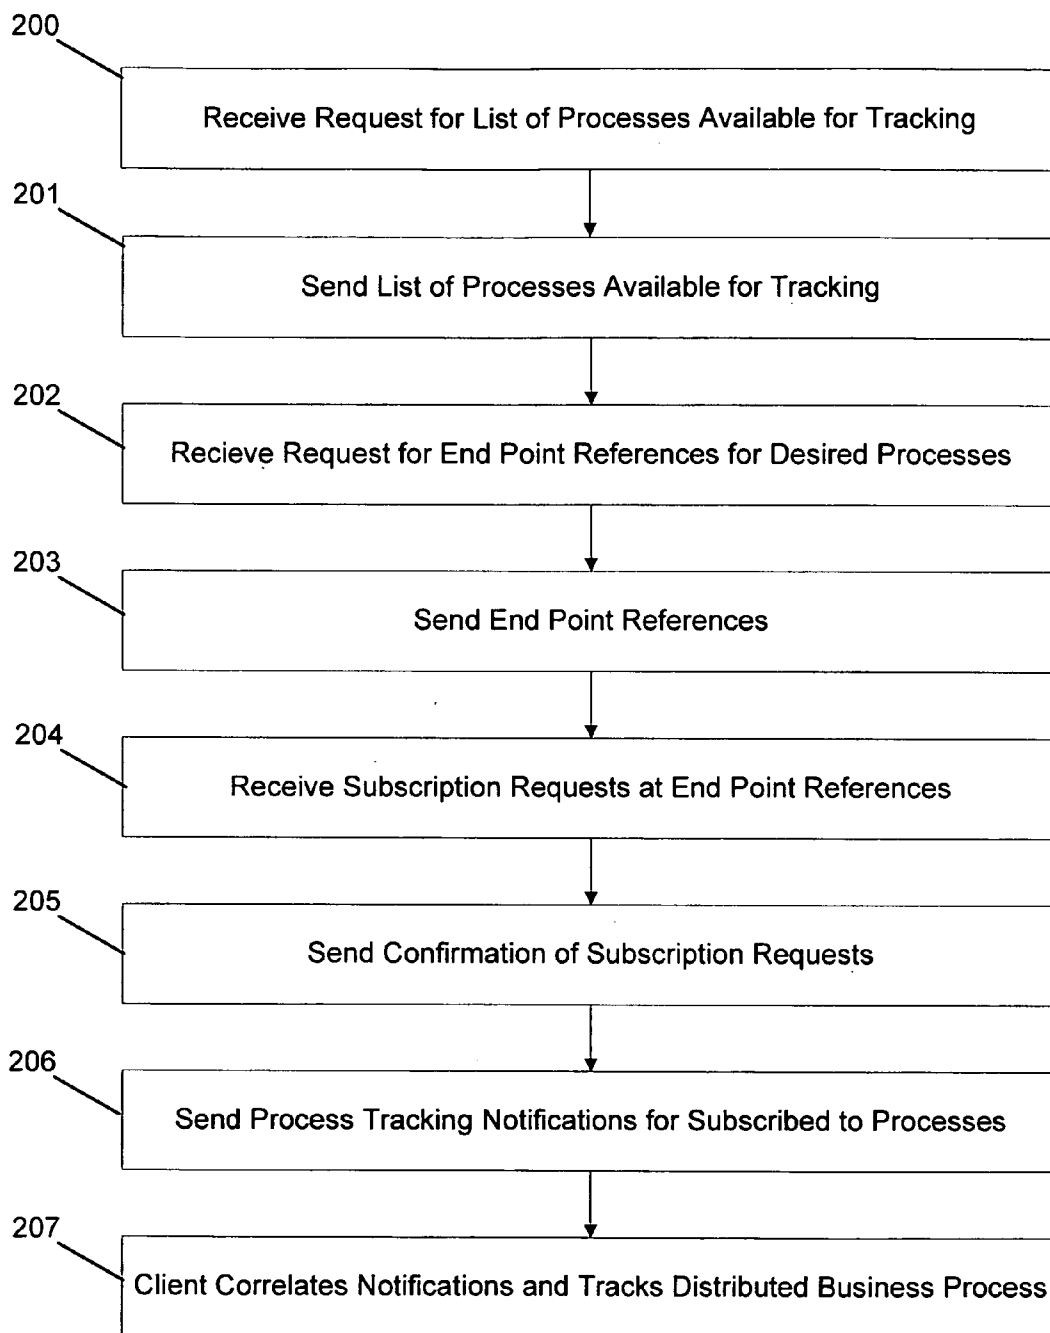 200
Receive Request for List of Processes Available for Tracking
201
Send List of Processes Available for Tracking
202
Recieve Request for End Point References for Desired Processes
203
Send End Point References
204
Receive Subscription Requests at End Point References
205
Send Confirmation of Subscription Requests
206
Send Process Tracking Notifications for Subscribed to Processes
207
Client Correlates Notifications and Tracks Distributed Business Process